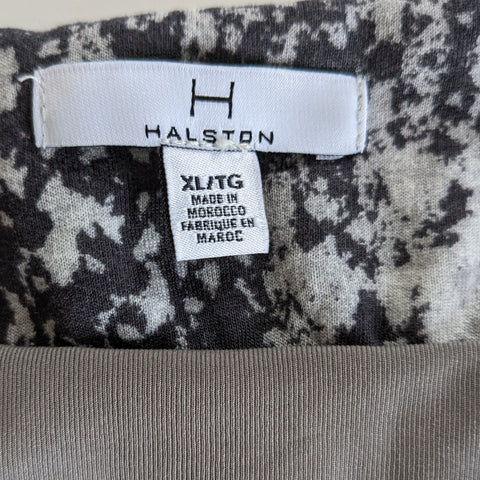 H
HALSTON
XL/TG
MADE IN
MOROCCO
FABRIQUE EN
MAROC